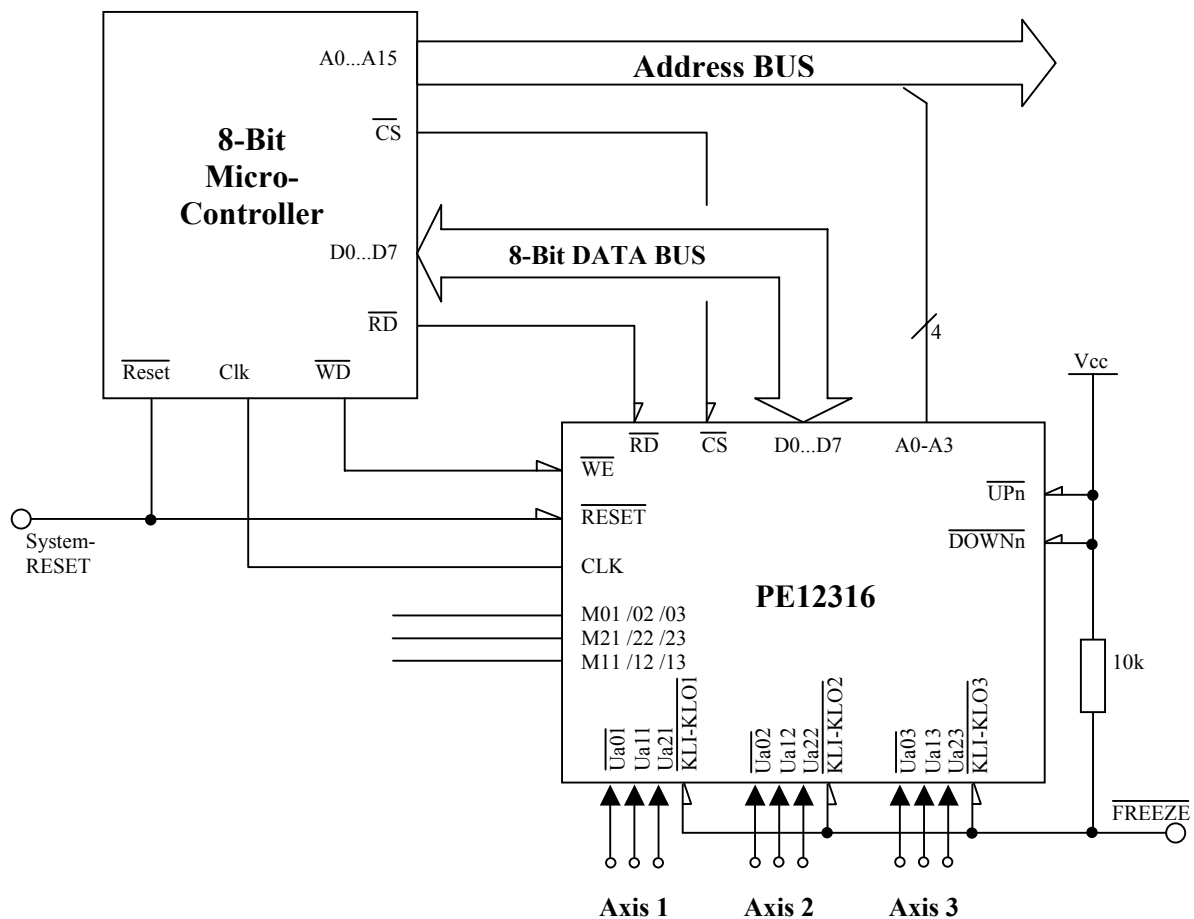 A0...A15
Address BUS
CS
8-Bit
Micro-
Controller
D0...D7
8-Bit DATA BUS
RD
4
Reset
Clk
WD
Vcc
RD
CS
D0...D7
A0-A3
WE
UPn
RESET
System-
RESET
DOWNn
CLK
PE12316
M01 /02 /03
M21 /22 /23
M11 /12 /13
10k
Ua01
Ua11
Ua21
KLI-KLO1
Ua02
Ua12
Ua22
KLI-KLO2
Ua03
Ua13
Ua23
KLI-KLO3
FREEZE
Axis 1
Axis 2
Axis 3